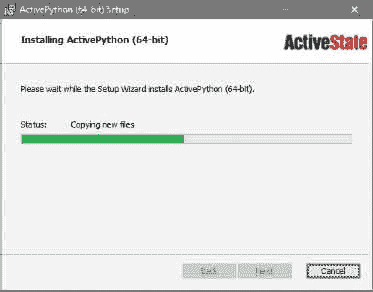 ActivePython (64-bit) Setup
Installing ActivePython (64-bit)
ActiveState
Please wait while the Setup Wizard installs ActivePython (64-bit).
Status: Copying new files
Back Next Cancel